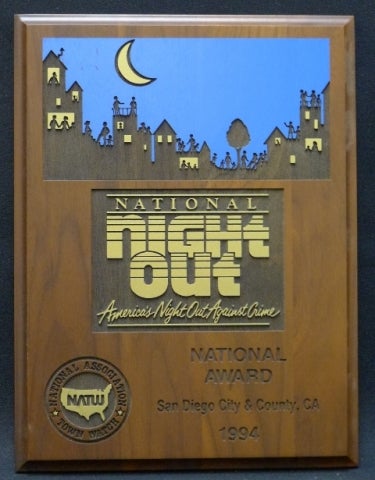 NATIONAL
NIGHt
OUt
America's Night Out Against Crime
NATIONAL
AWARD
San Diego City & County, CA
1994
NATIONAL ASSOCIATION
NATW
TOWN WATCH